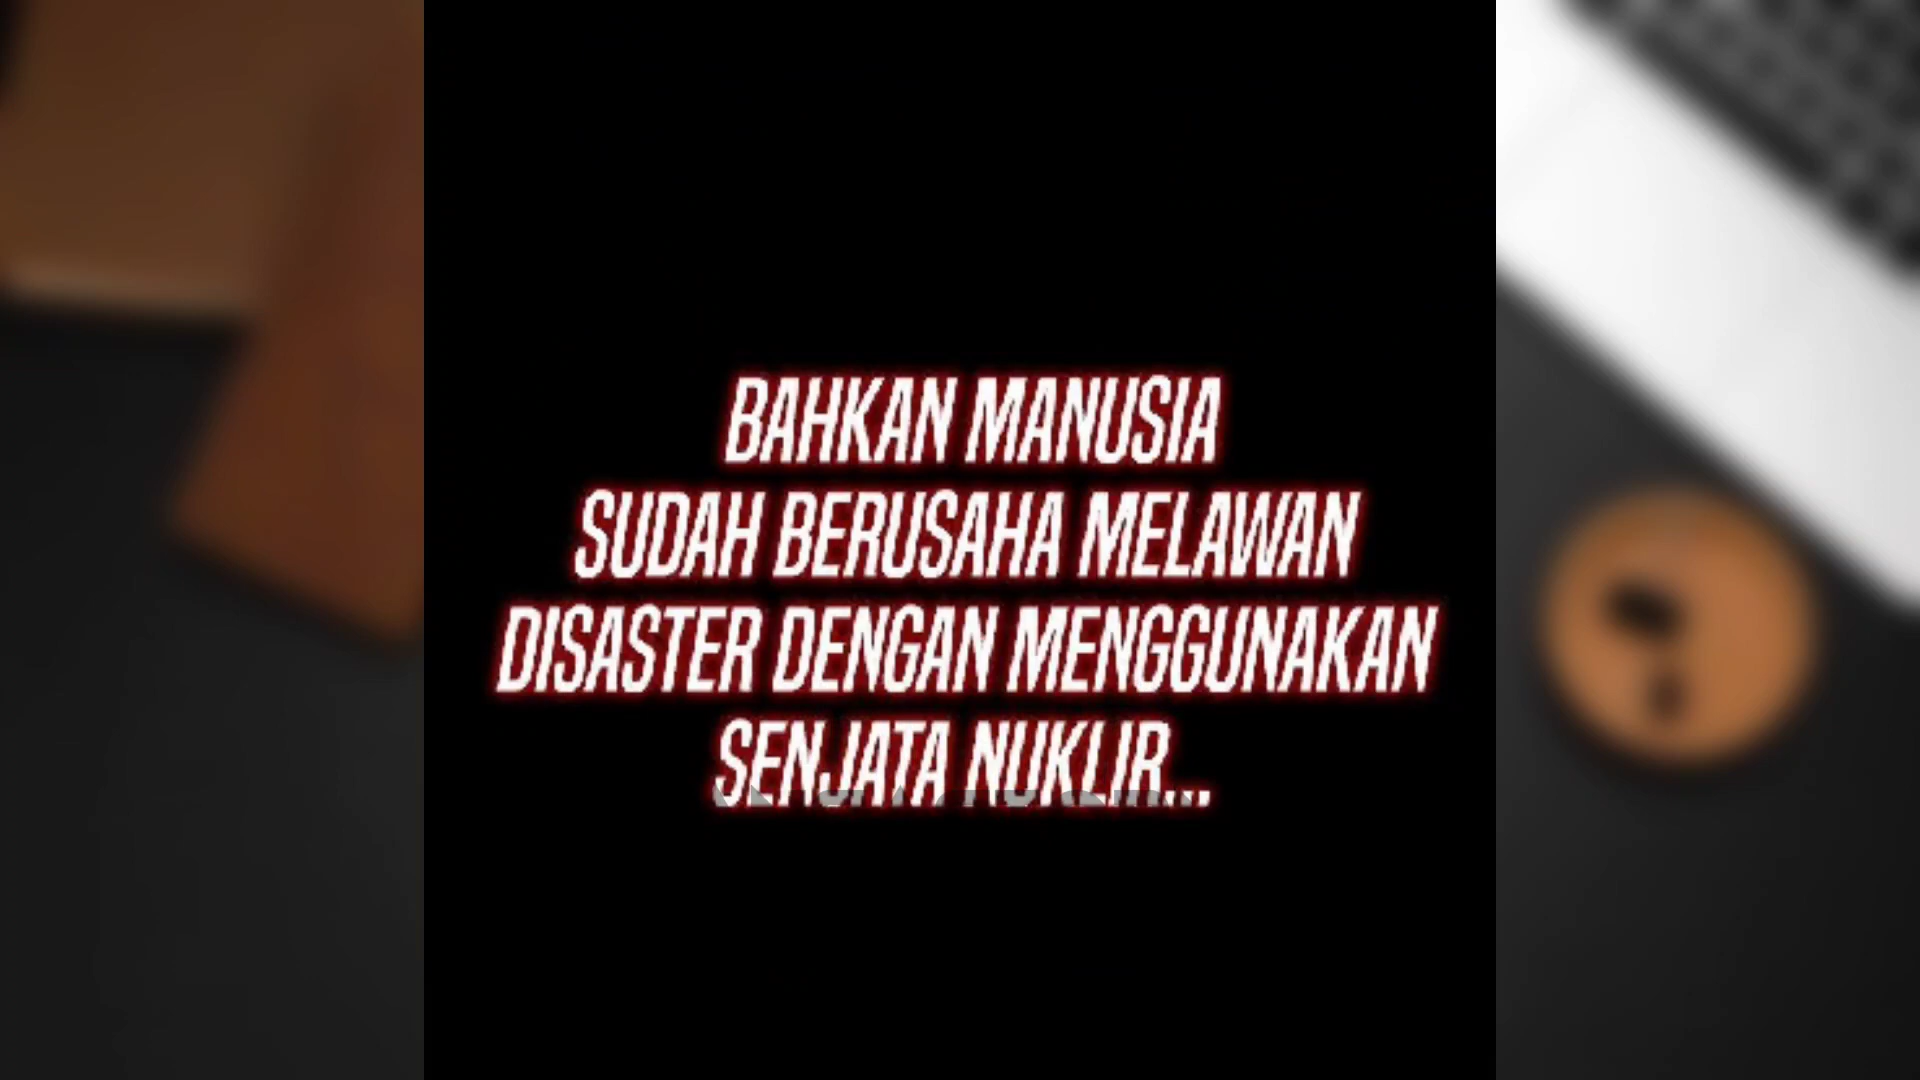 BAHKAN MANUSIA
SUDAH BERUSAHA MELAWAN
DISASTER DENGAN MENGGUNAKAN
SENJATA NUKLIR...